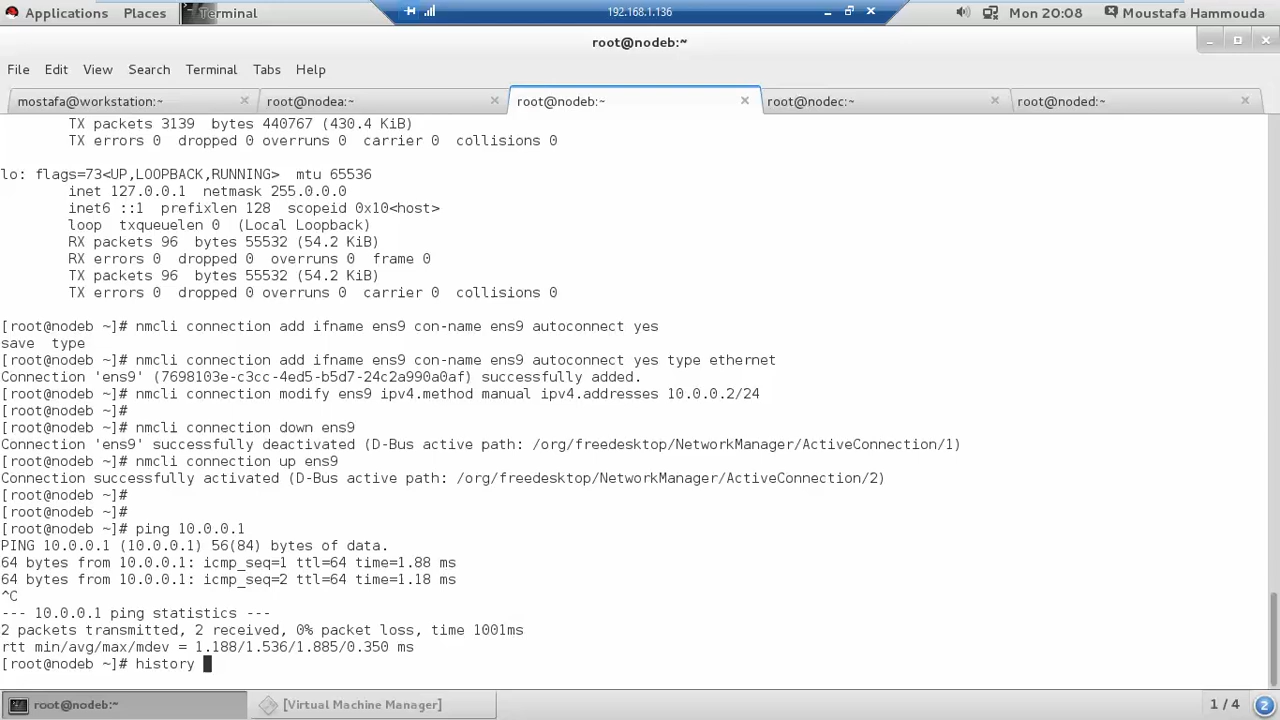 Applications Places Terminal 192.168.1.136 Mon 20:08 Moustafa Hammouda
root@nodeb:~
File Edit View Search Terminal Tabs Help
mostafa@workstation:~ root@nodea:~ root@nodeb:~ root@nodec:~ root@noded:~
TX packets 3139 bytes 440767 (430.4 KiB)
TX errors 0 dropped 0 overruns 0 carrier 0 collisions 0
lo: flags=73<UP,LOOPBACK,RUNNING> mtu 65536
inet 127.0.0.1 netmask 255.0.0.0
inet6 ::1 prefixlen 128 scopeid 0x10<host>
loop txqueuelen 0 (Local Loopback)
RX packets 96 bytes 55532 (54.2 KiB)
RX errors 0 dropped 0 overruns 0 frame 0
TX packets 96 bytes 55532 (54.2 KiB)
TX errors 0 dropped 0 overruns 0 carrier 0 collisions 0
[root@nodeb ~]# nmcli connection add ifname ens9 con-name ens9 autoconnect yes
save type
[root@nodeb ~]# nmcli connection add ifname ens9 con-name ens9 autoconnect yes type ethernet
Connection 'ens9' (7698103e-c3cc-4ed5-b5d7-24c2a990a0af) successfully added.
[root@nodeb ~]# nmcli connection modify ens9 ipv4.method manual ipv4.addresses 10.0.0.2/24
[root@nodeb ~]#
[root@nodeb ~]# nmcli connection down ens9
Connection 'ens9' successfully deactivated (D-Bus active path: /org/freedesktop/NetworkManager/ActiveConnection/1)
[root@nodeb ~]# nmcli connection up ens9
Connection successfully activated (D-Bus active path: /org/freedesktop/NetworkManager/ActiveConnection/2)
[root@nodeb ~]#
[root@nodeb ~]#
[root@nodeb ~]# ping 10.0.0.1
PING 10.0.0.1 (10.0.0.1) 56(84) bytes of data.
64 bytes from 10.0.0.1: icmp_seq=1 ttl=64 time=1.88 ms
64 bytes from 10.0.0.1: icmp_seq=2 ttl=64 time=1.18 ms
^C
--- 10.0.0.1 ping statistics ---
2 packets transmitted, 2 received, 0% packet loss, time 1001ms
rtt min/avg/max/mdev = 1.188/1.536/1.885/0.350 ms
[root@nodeb ~]# history
root@nodeb:~ [Virtual Machine Manager] 1 / 4 2